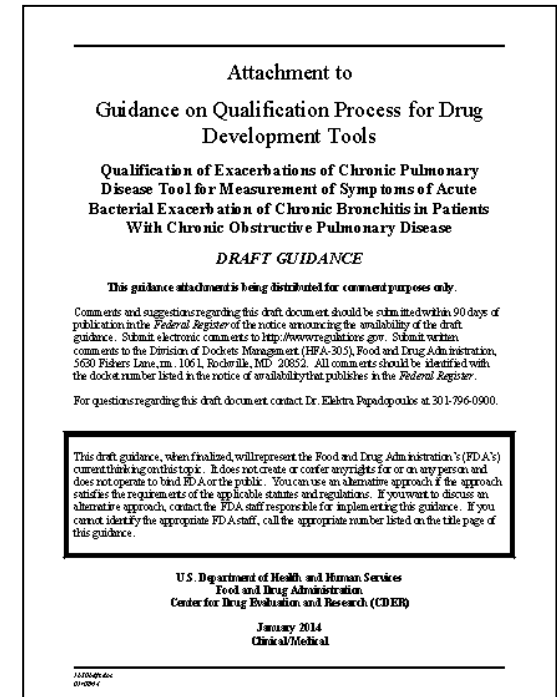 Attachment to
Guidance on Qualification Process for Drug
Development Tools
Qualification of Exacerbations of Chronic Pulmonary
Disease Tool for Measurement of Symptoms of Acute
Bacterial Exacerbation of Chronic Bronchitis in Patients
With Chronic Obstructive Pulmonary Disease
DRAFT GUIDANCE
This guidance attachment is being distributed for comment purposes only.
Comments and suggestions regarding this draft document should be submitted within 90 days of
publication in the Federal Register of the notice announcing the availability of the draft
guidance. Submit electronic comments to http://www.regulations.gov. Submit written
comments to the Division of Dockets Management (HFA-305), Food and Drug Administration,
5630 Fishers Lane, rm. 1061, Rockville, MD 20852. All comments should be identified with
the docket number listed in the notice of availability that publishes in the Federal Register.
For questions regarding this draft document contact Dr. Elektra Papadopoulos at 301-796-0900.
This draft guidance, when finalized, will represent the Food and Drug Administration's (FDA's)
current thinking on this topic. It does not create or confer any rights for or on any person and
does not operate to bind FDA or the public. You can use an alternative approach if the approach
satisfies the requirements of the applicable statutes and regulations. If you want to discuss an
alternative approach, contact the FDA staff responsible for implementing this guidance. If you
cannot identify the appropriate FDA staff, call the appropriate number listed on the title page of
this guidance.
U.S. Department of Health and Human Services
Food and Drug Administration
Center for Drug Evaluation and Research (CDER)
January 2014
Clinical/Medical